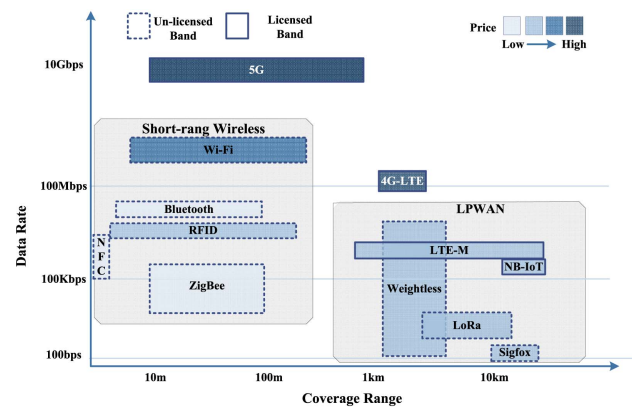 Un-licensed
Band
Licensed
Band
Price
Low
High
10Gbps
5G
Short-rang Wireless
Wi-Fi
100Mbps
4G-LTE
Bluetooth
LPWAN
RFID
NFC
LTE-M
NB-IoT
100Kbps
ZigBee
Weightless
LoRa
Sigfox
100bps
Data Rate
10m
100m
1km
10km
Coverage Range